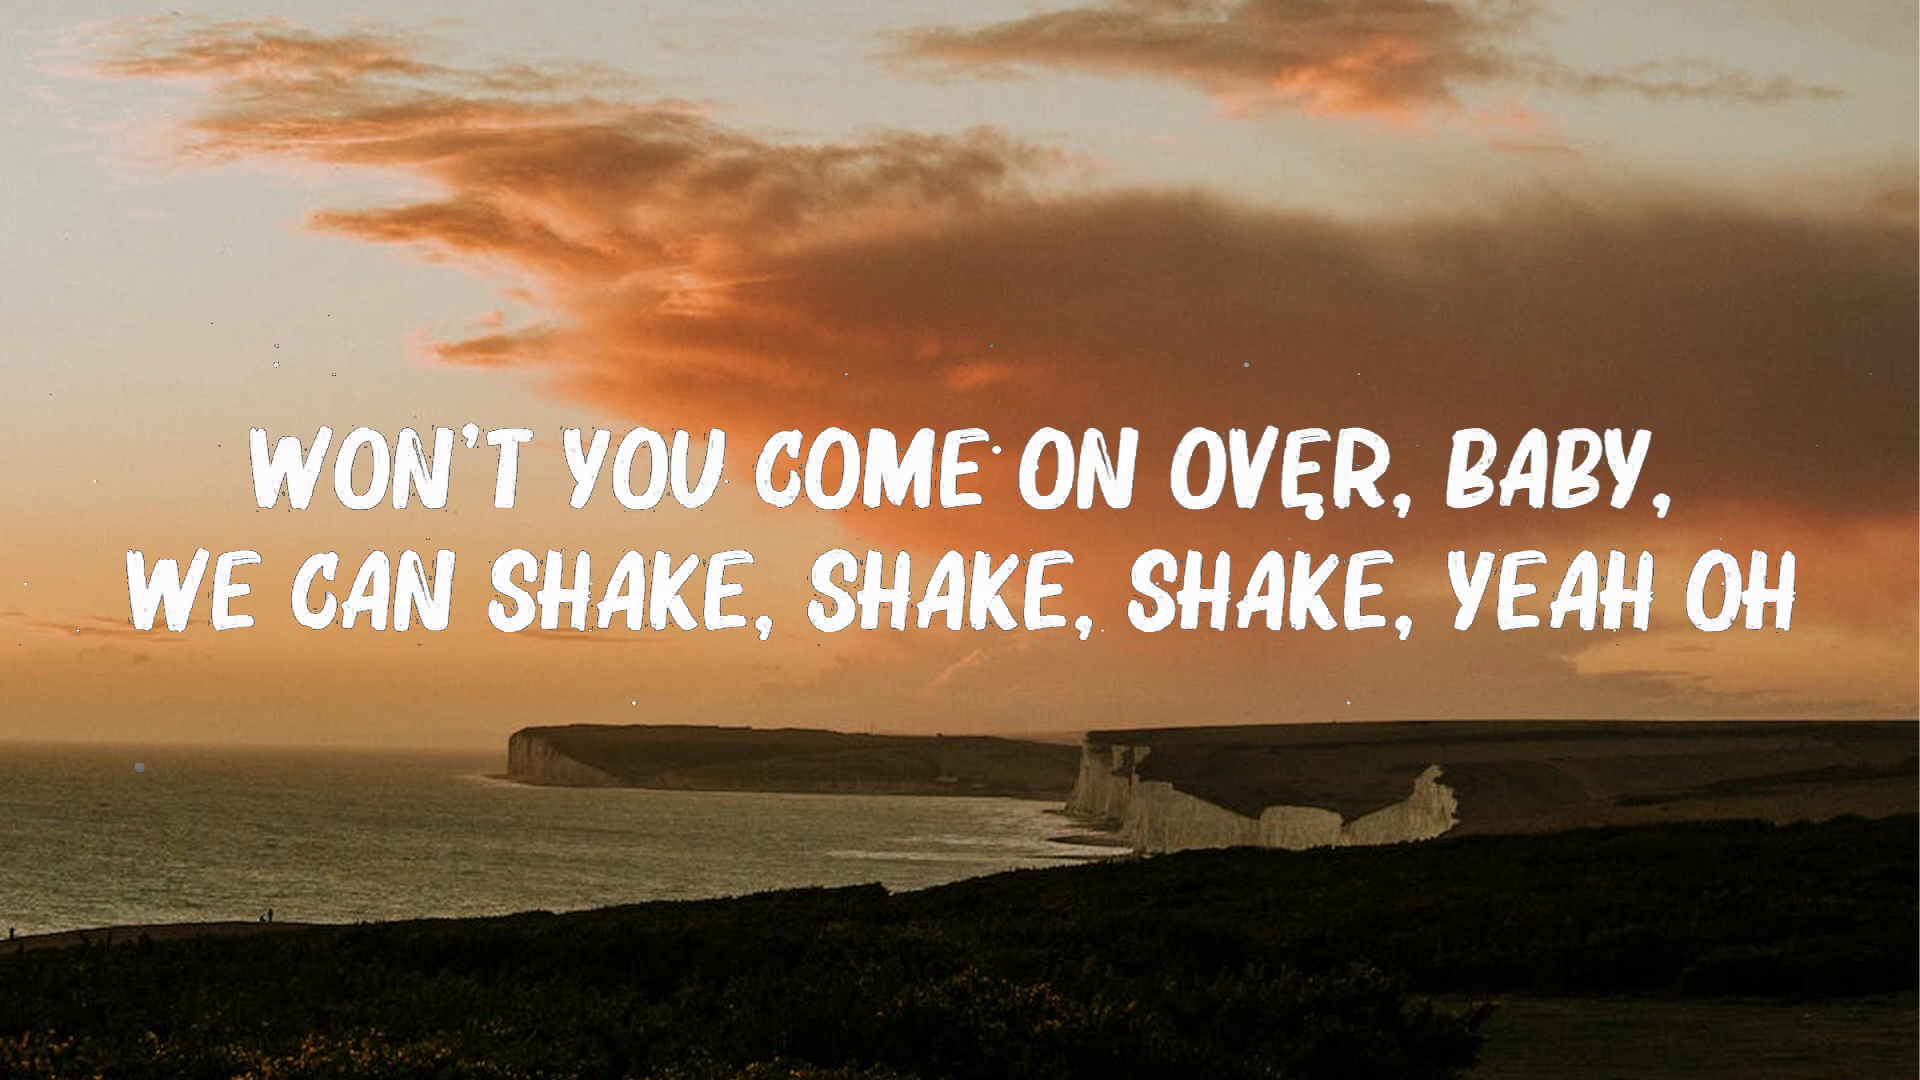 WON'T YOU COME ON OVER, BABY,
WE CAN SHAKE, SHAKE, SHAKE, YEAH OH